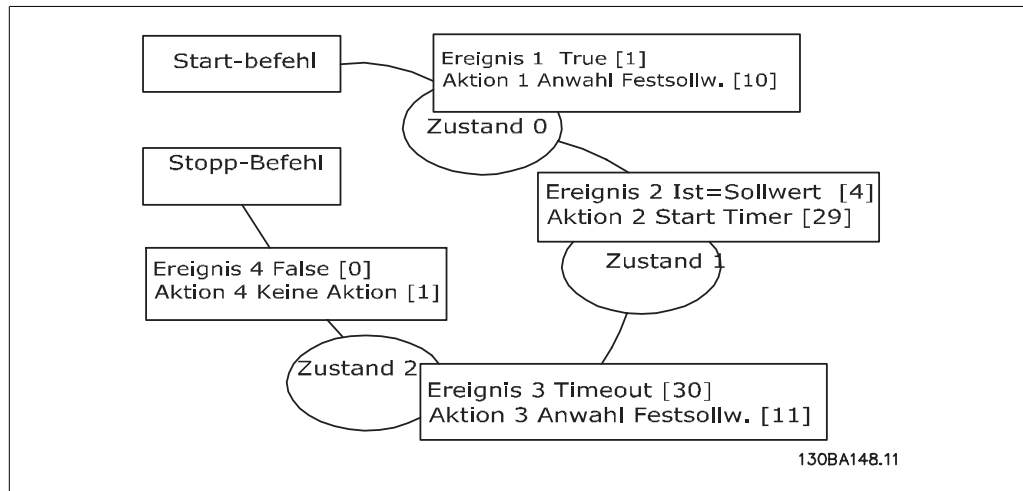 Start-befehl
Ereignis 1 True [1]
Aktion 1 Anwahl Festsollw. [10]
Zustand 0
Stopp-Befehl
Ereignis 2 Ist=Sollwert [4]
Aktion 2 Start Timer [29]
Zustand 1
Ereignis 4 False [0]
Aktion 4 Keine Aktion [1]
Zustand 2
Ereignis 3 Timeout [30]
Aktion 3 Anwahl Festsollw. [11]
130BA148.11